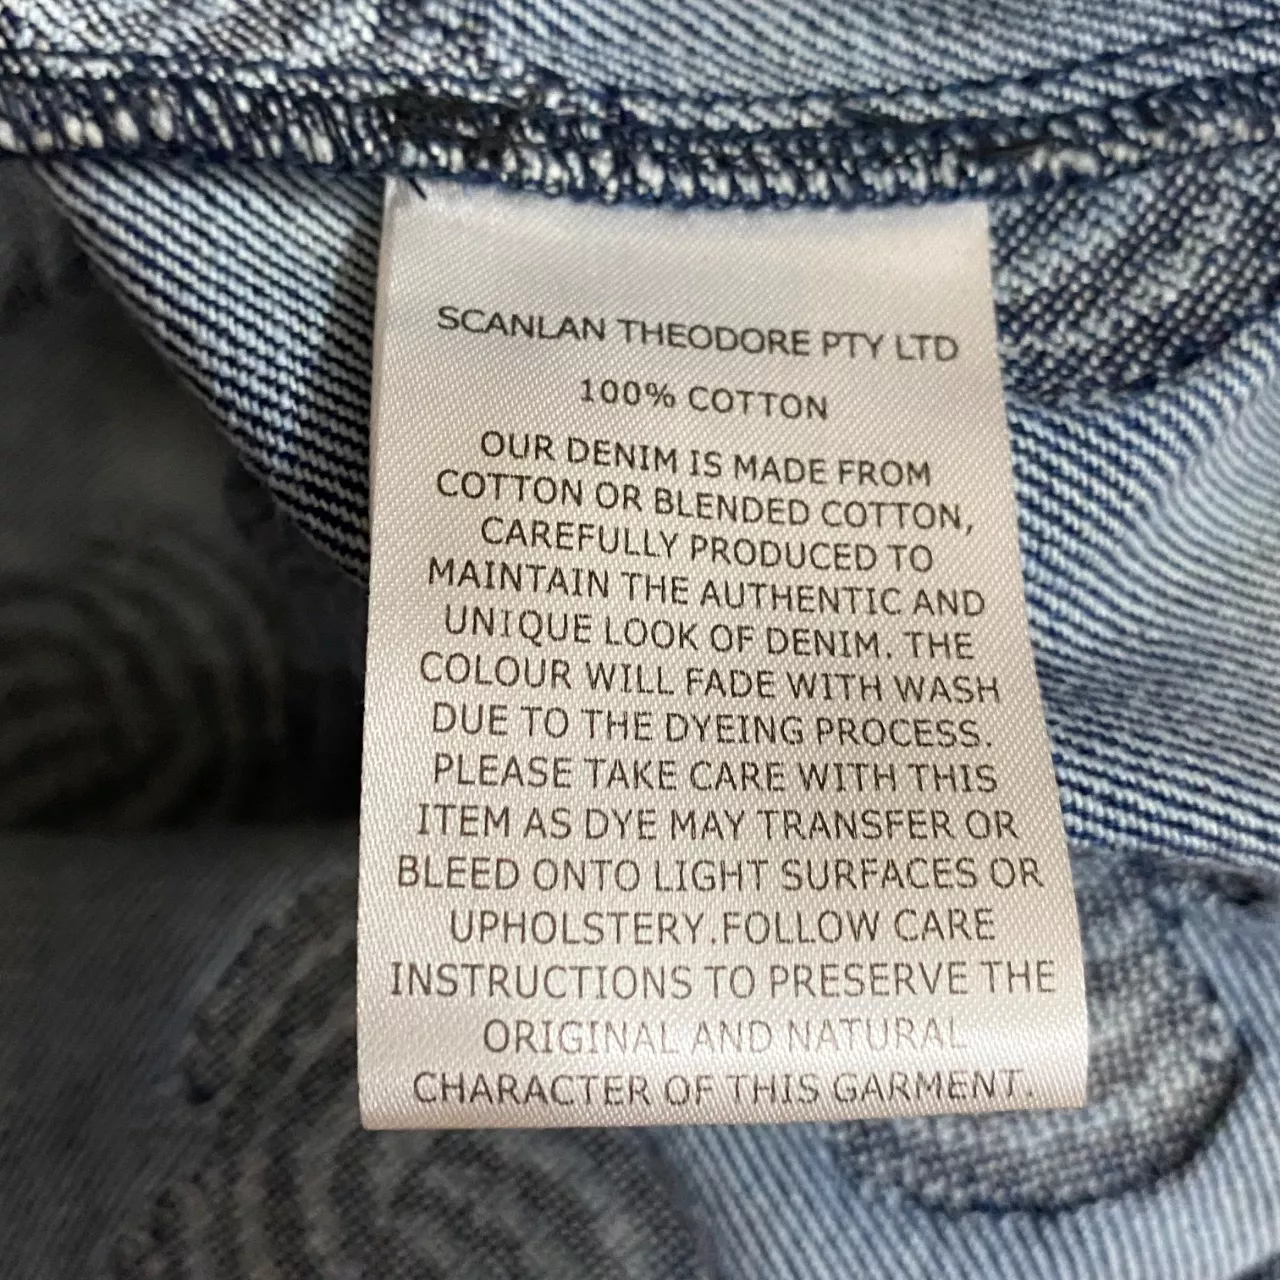 SCANLAN THEODORE PTY LTD
100% COTTON
OUR DENIM IS MADE FROM
COTTON OR BLENDED COTTON,
CAREFULLY PRODUCED TO
MAINTAIN THE AUTHENTIC AND
UNIQUE LOOK OF DENIM. THE
COLOUR WILL FADE WITH WASH
DUE TO THE DYEING PROCESS.
PLEASE TAKE CARE WITH THIS
ITEM AS DYE MAY TRANSFER OR
BLEED ONTO LIGHT SURFACES OR
UPHOLSTERY.FOLLOW CARE
INSTRUCTIONS TO PRESERVE THE
ORIGINAL AND NATURAL
CHARACTER OF THIS GARMENT.